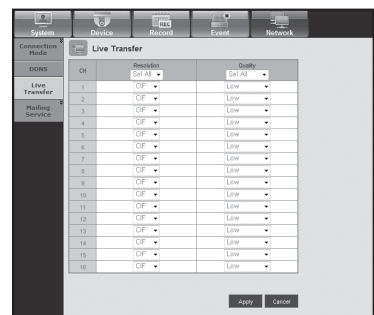 System Device Record Event Network
REC
Connection Mode
DDNS
Live Transfer
Mailing Service
Live Transfer
CH Resolution Quality
Sel All Sel All
1 CIF Low
2 CIF Low
3 CIF Low
4 CIF Low
5 CIF Low
6 CIF Low
7 CIF Low
8 CIF Low
9 CIF Low
10 CIF Low
11 CIF Low
12 CIF Low
13 CIF Low
14 CIF Low
15 CIF Low
16 CIF Low
Apply Cancel